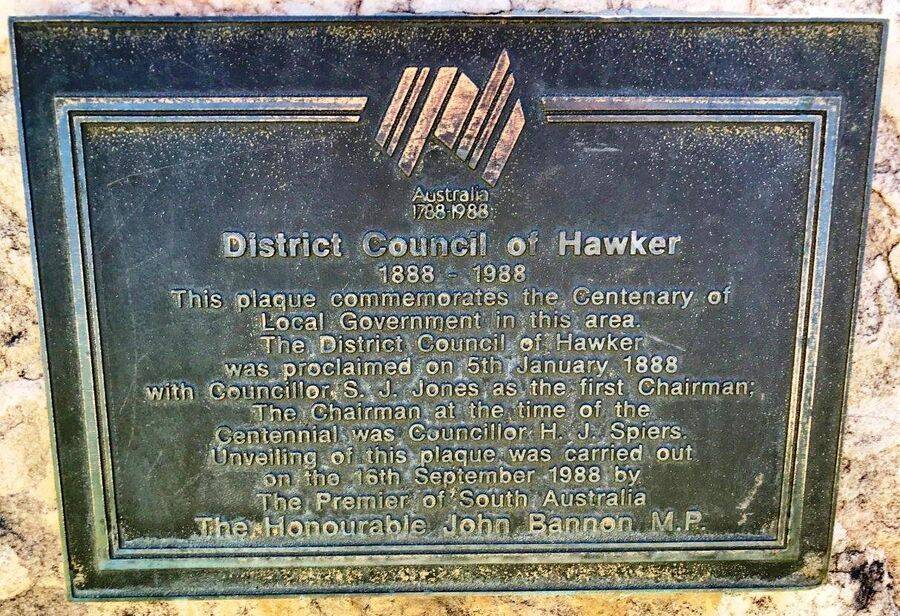 Australia
1788-1988
District Council of Hawker
1888 - 1988
This plaque commemorates the Centenary of
Local Government in this area.
The District Council of Hawker
was proclaimed on 5th January, 1888
with Councillor S. J. Jones as the first Chairman;
The Chairman at the time of the
Centennial was Councillor H. J. Spiers.
Unveiling of this plaque was carried out
on the 16th September 1988 by
The Premier of South Australia
The Honourable John Bannon M.P.